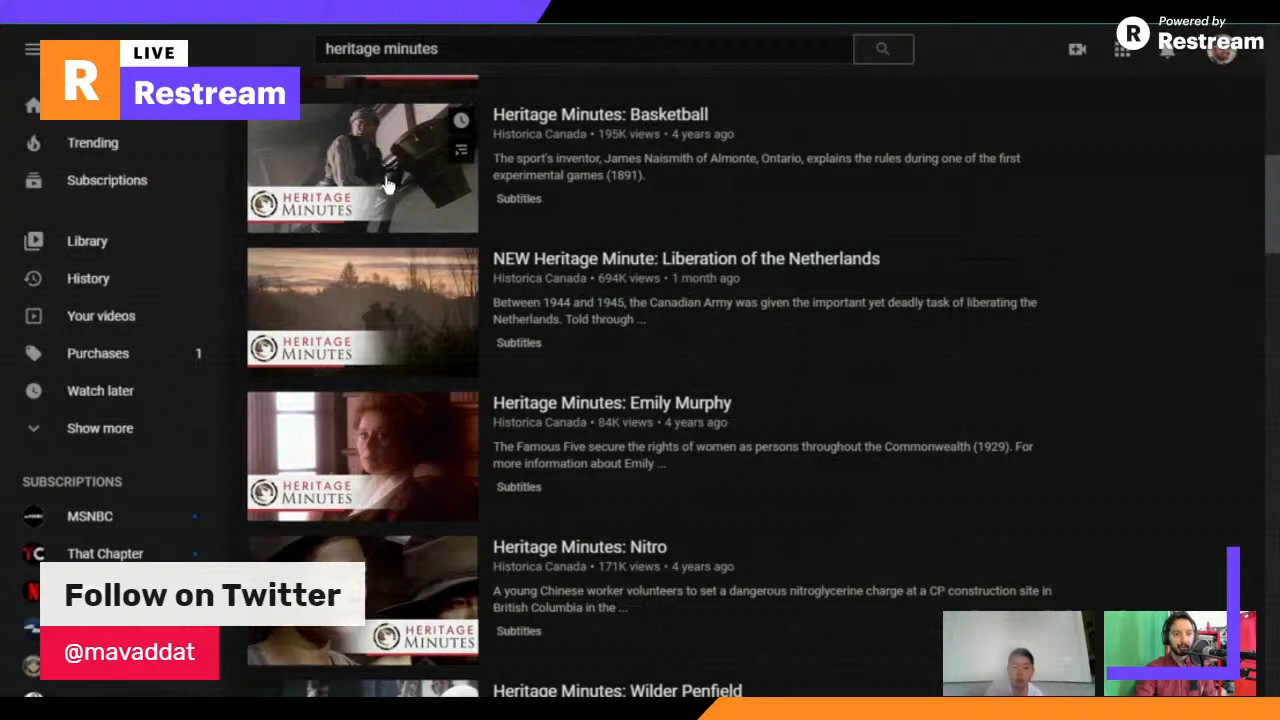 Powered by
R Restream
LIVE
R
Restream
heritage minutes
Trending
Subscriptions
Library
History
Your videos
Purchases 1
Watch later
Show more
SUBSCRIPTIONS
MSNBC
TC That Chapter
N
Heritage Minutes: Basketball
Historica Canada • 195K views • 4 years ago
The sport's inventor, James Naismith of Almonte, Ontario, explains the rules during one of the first
experimental games (1891).
Subtitles
HERITAGE
MINUTES
NEW Heritage Minute: Liberation of the Netherlands
Historica Canada • 694K views • 1 month ago
Between 1944 and 1945, the Canadian Army was given the important yet deadly task of liberating the
Netherlands. Told through ...
Subtitles
HERITAGE
MINUTES
Heritage Minutes: Emily Murphy
Historica Canada • 84K views • 4 years ago
The Famous Five secure the rights of women as persons throughout the Commonwealth (1929). For
more information about Emily ...
Subtitles
HERITAGE
MINUTES
Heritage Minutes: Nitro
Historica Canada • 171K views • 4 years ago
A young Chinese worker volunteers to set a dangerous nitroglycerine charge at a CP construction site in
British Columbia in the ...
Subtitles
HERITAGE
MINUTES
Heritage Minutes: Wilder Penfield
Follow on Twitter
@mavaddat